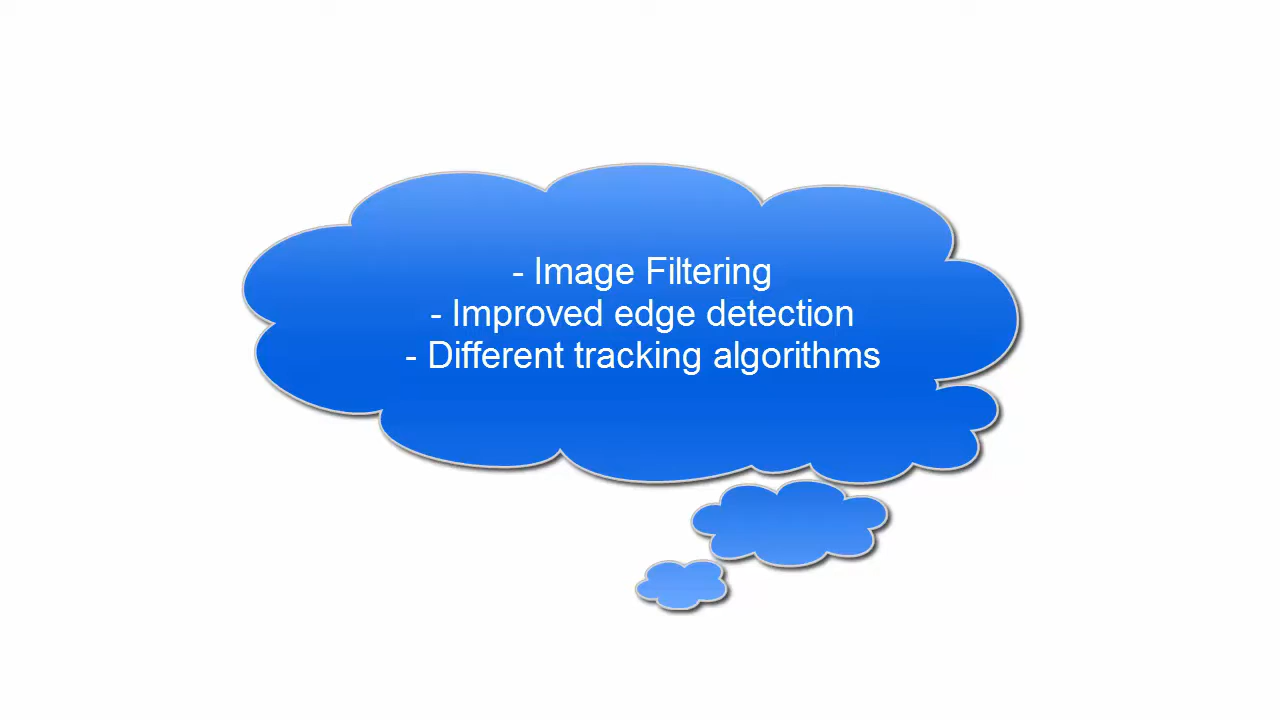 - Image Filtering
- Improved edge detection
- Different tracking algorithms